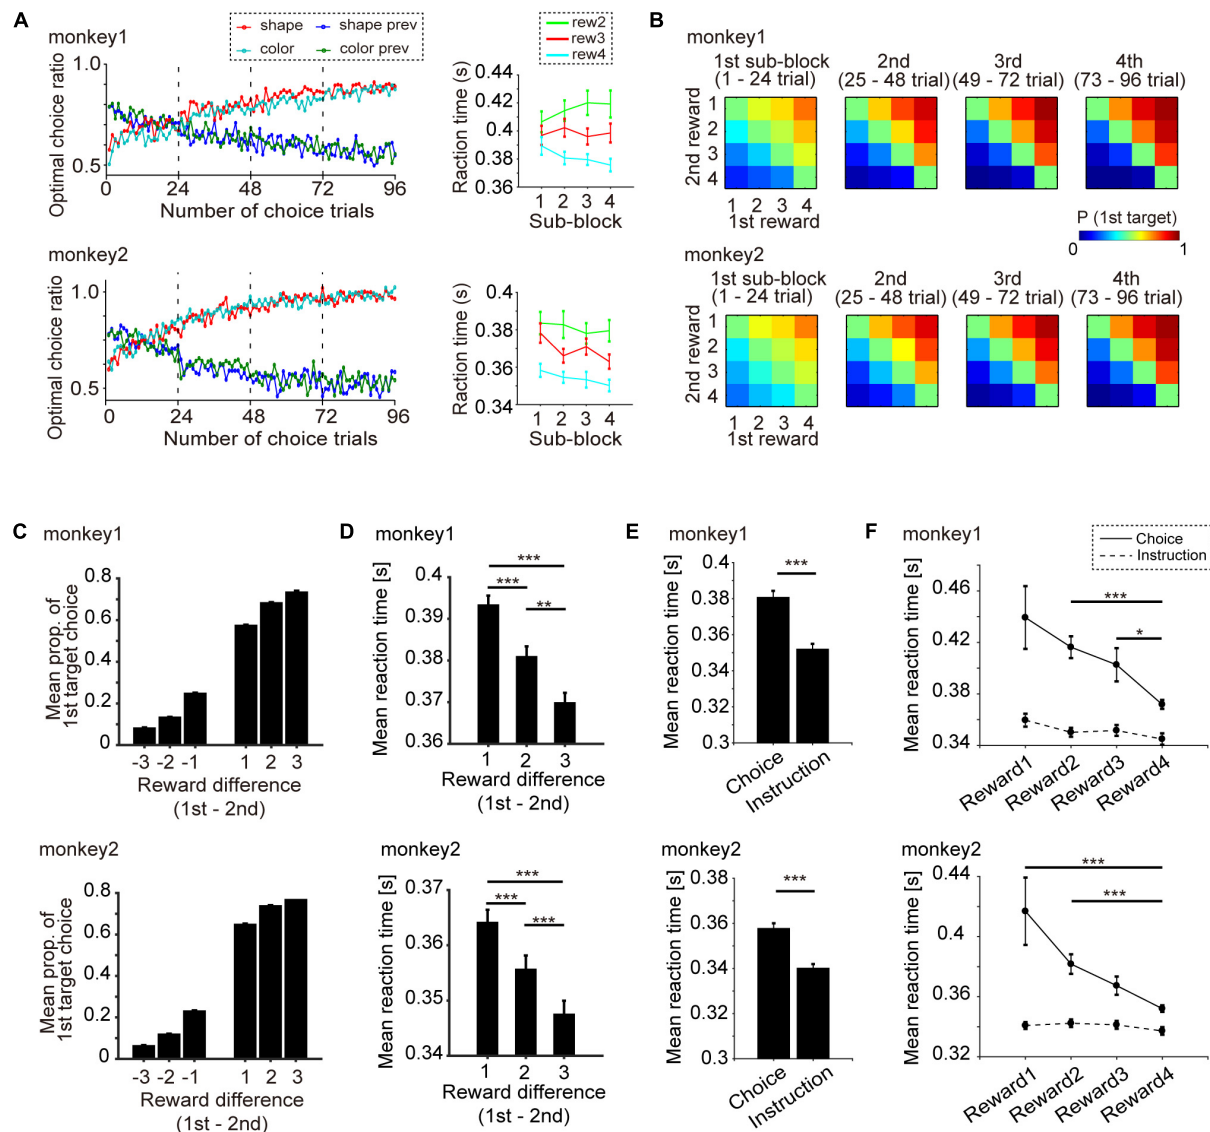 A
monkey1
shape
shape prev
color
color prev
Optimal choice ratio
1.0
0.5
0
24
48
72
96
Number of choice trials
rew2
rew3
rew4
Raction time (s)
0.44
0.42
0.4
0.38
0.36
1 2 3 4
Sub-block
monkey2
Optimal choice ratio
1.0
0.5
0
24
48
72
96
Number of choice trials
Raction time (s)
0.4
0.38
0.36
0.34
1 2 3 4
Sub-block
B
monkey1
1st sub-block
(1 - 24 trial)
2nd
(25 - 48 trial)
3rd
(49 - 72 trial)
4th
(73 - 96 trial)
2nd reward
1
2
3
4
1 2 3 4
1st reward
P (1st target)
0
1
monkey2
1st sub-block
(1 - 24 trial)
2nd
(25 - 48 trial)
3rd
(49 - 72 trial)
4th
(73 - 96 trial)
2nd reward
1
2
3
4
1 2 3 4
1st reward
C
monkey1
Mean prop. of
1st target choice
0.8
0.6
0.4
0.2
0
-3 -2 -1 1 2 3
Reward difference
(1st - 2nd)
monkey2
Mean prop. of
1st target choice
0.8
0.6
0.4
0.2
0
-3 -2 -1 1 2 3
Reward difference
(1st - 2nd)
D
monkey1
Mean reaction time [s]
0.4
0.39
0.38
0.37
0.36
***
***
**
1 2 3
Reward difference
(1st - 2nd)
monkey2
Mean reaction time [s]
0.37
0.36
0.35
0.34
***
***
***
1 2 3
Reward difference
(1st - 2nd)
E
monkey1
Mean reaction time [s]
0.4
0.38
0.36
0.34
0.32
0.3
***
Choice
Instruction
monkey2
Mean reaction time [s]
0.38
0.36
0.34
0.32
0.3
***
Choice
Instruction
F
monkey1
Choice
Instruction
Mean reaction time [s]
0.46
0.42
0.38
0.34
***
*
Reward1
Reward2
Reward3
Reward4
monkey2
Mean reaction time [s]
0.44
0.4
0.36
0.32
***
***
Reward1
Reward2
Reward3
Reward4